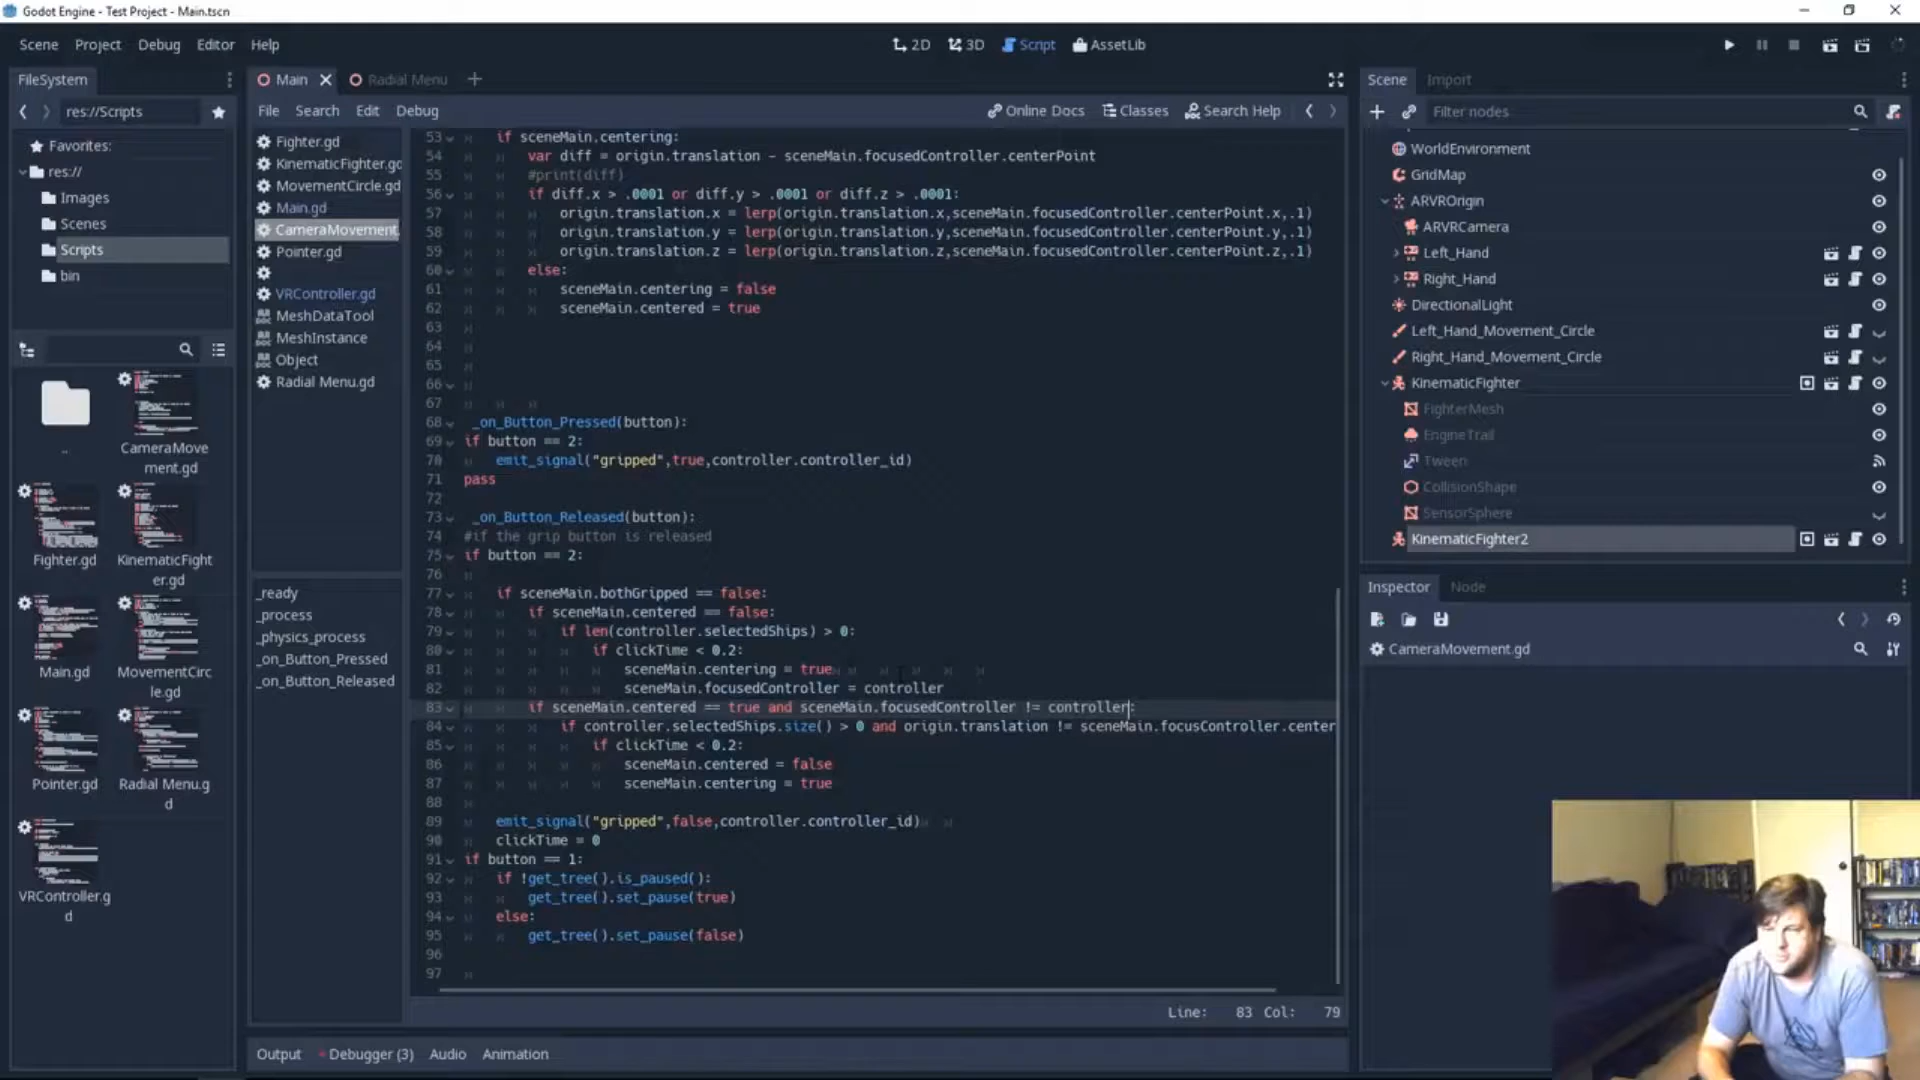 Godot Engine - Test Project - Main.tscn
Scene Project Debug Editor Help
2D 3D Script AssetLib
FileSystem
res://Scripts
Favorites:
res://
Images
Scenes
Scripts
bin
..
CameraMove
ment.gd
Fighter.gd
KinematicFight
er.gd
Main.gd
MovementCirc
le.gd
Pointer.gd
Radial Menu.g
d
VRController.g
d
Main Radial Menu
File Search Edit Debug
Online Docs Classes Search Help
Fighter.gd
KinematicFighter.gd
MovementCircle.gd
Main.gd
CameraMovement.
Pointer.gd
VRController.gd
MeshDataTool
MeshInstance
Object
Radial Menu.gd
_ready
_process
_physics_process
_on_Button_Pressed
_on_Button_Released
53 if sceneMain.centering:
54 var diff = origin.translation - sceneMain.focusedController.centerPoint
55 #print(diff)
56 if diff.x > .0001 or diff.y > .0001 or diff.z > .0001:
57 origin.translation.x = lerp(origin.translation.x,sceneMain.focusedController.centerPoint.x,.1)
58 origin.translation.y = lerp(origin.translation.y,sceneMain.focusedController.centerPoint.y,.1)
59 origin.translation.z = lerp(origin.translation.z,sceneMain.focusedController.centerPoint.z,.1)
60 else:
61 sceneMain.centering = false
62 sceneMain.centered = true
63
64
65
66
67
68 _on_Button_Pressed(button):
69 if button == 2:
70 emit_signal("gripped",true,controller.controller_id)
71 pass
72
73 _on_Button_Released(button):
74 #if the grip button is released
75 if button == 2:
76
77 if sceneMain.bothGripped == false:
78 if sceneMain.centered == false:
79 if len(controller.selectedShips) > 0:
80 if clickTime < 0.2:
81 sceneMain.centering = true
82 sceneMain.focusedController = controller
83 if sceneMain.centered == true and sceneMain.focusedController != controller:
84 if controller.selectedShips.size() > 0 and origin.translation != sceneMain.focusController.center
85 if clickTime < 0.2:
86 sceneMain.centered = false
87 sceneMain.centering = true
88
89 emit_signal("gripped",false,controller.controller_id)
90 clickTime = 0
91 if button == 1:
92 if !get_tree().is_paused():
93 get_tree().set_pause(true)
94 else:
95 get_tree().set_pause(false)
96
97
Line: 83 Col: 79
Output Debugger (3) Audio Animation
Scene Import
Filter nodes
WorldEnvironment
GridMap
ARVROrigin
ARVRCamera
Left_Hand
Right_Hand
DirectionalLight
Left_Hand_Movement_Circle
Right_Hand_Movement_Circle
KinematicFighter
FighterMesh
EngineTrail
Tween
CollisionShape
SensorSphere
KinematicFighter2
Inspector Node
CameraMovement.gd